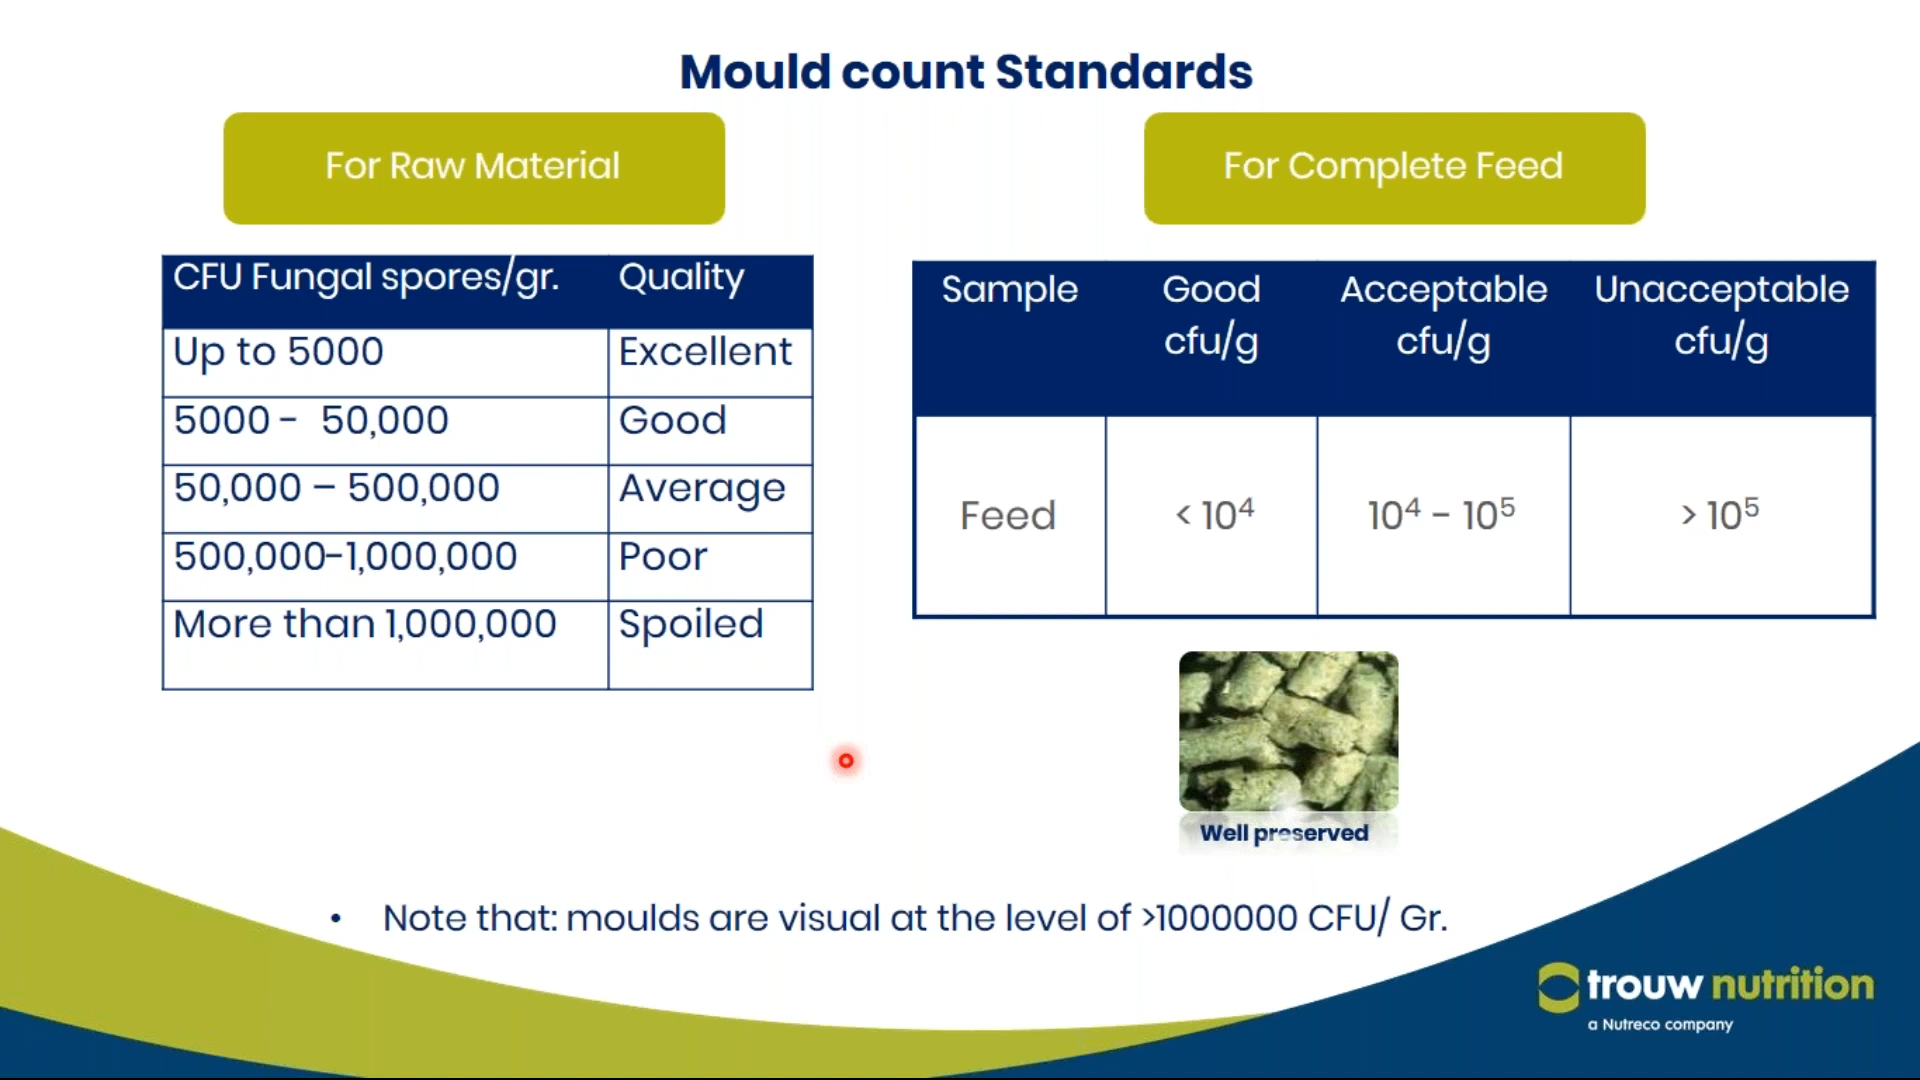 Mould count Standards
For Raw Material
CFU Fungal spores/gr. Quality
Up to 5000 Excellent
5000 - 50,000 Good
50,000 – 500,000 Average
500,000-1,000,000 Poor
More than 1,000,000 Spoiled
For Complete Feed
Sample Good Acceptable Unacceptable
cfu/g cfu/g cfu/g
Feed < 10⁴ 10⁴ - 10⁵ > 10⁵
Well preserved
• Note that: moulds are visual at the level of >1000000 CFU/ Gr.
trouw nutrition
a Nutreco company